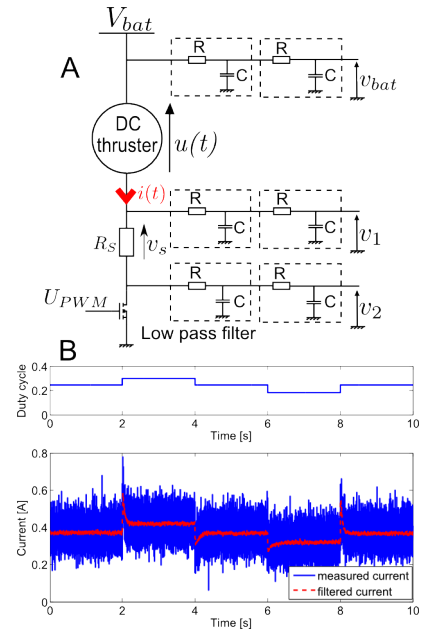 V_bat
A
R R
C C
v_bat
DC
thruster
u(t)
i(t)
R R
C C
v_1
R_S
v_s
R R
C C
U_PWM
v_2
Low pass filter
B
Duty cycle
0.4
0.2
0
0 2 4 6 8 10
Time [s]
Current [A]
0.8
0.6
0.4
0.2
0
measured current
filtered current
0 2 4 6 8 10
Time [s]